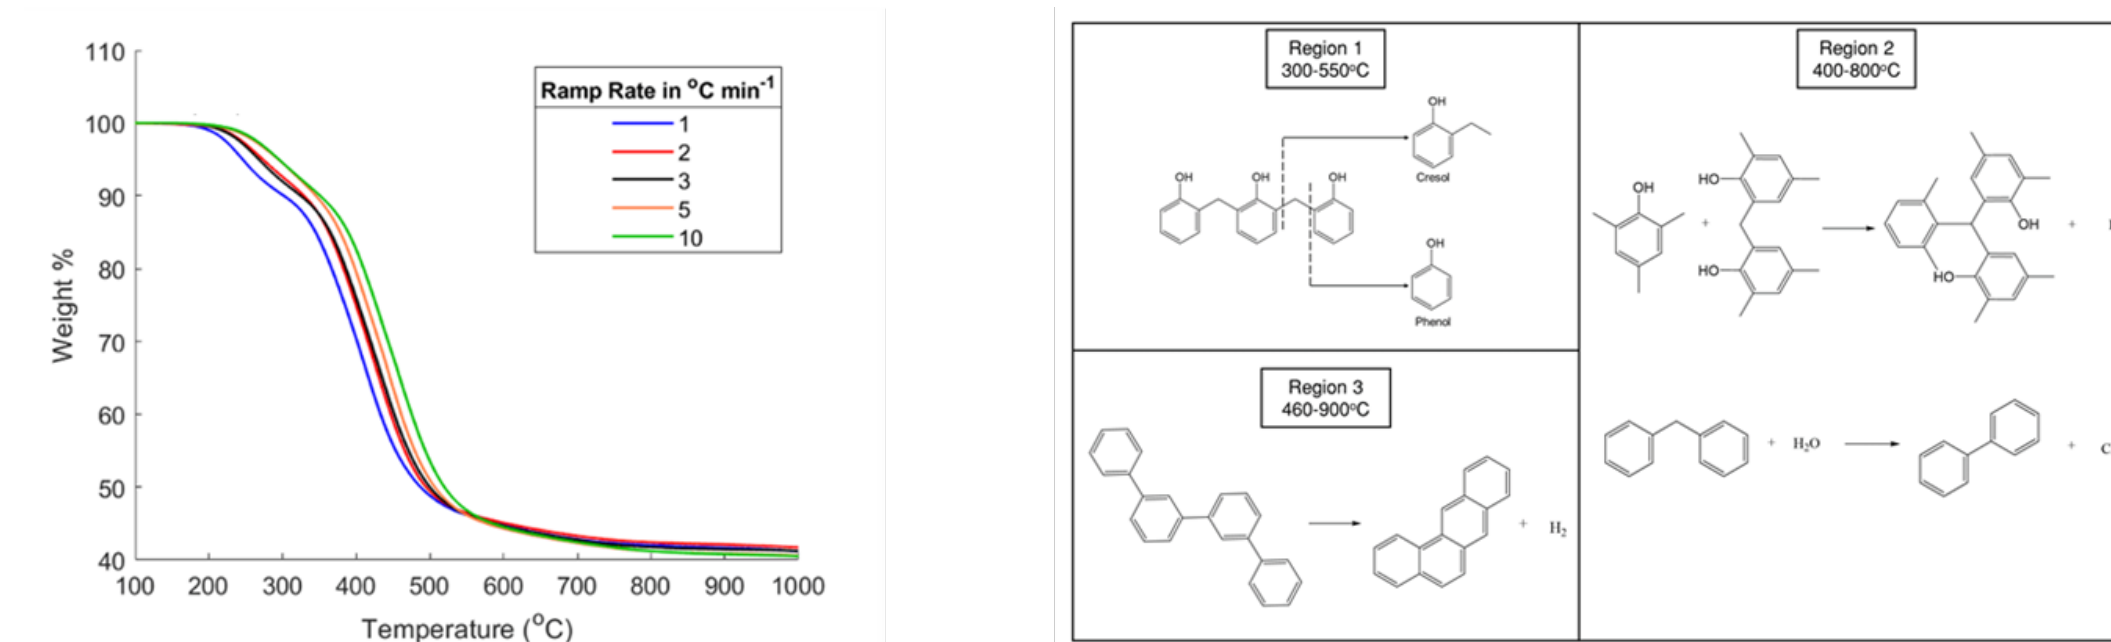 110
100
90
80
70
60
50
40
Weight %
100 200 300 400 500 600 700 800 900 1000
Temperature (°C)
Ramp Rate in °C min⁻¹
1
2
3
5
10
Region 1
300-550°C
OH
Cresol
OH OH OH
OH
Phenol
Region 2
400-800°C
OH
+
HO
HO
OH
HO
+
+ H₂O
+ C
Region 3
460-900°C
+ H₂